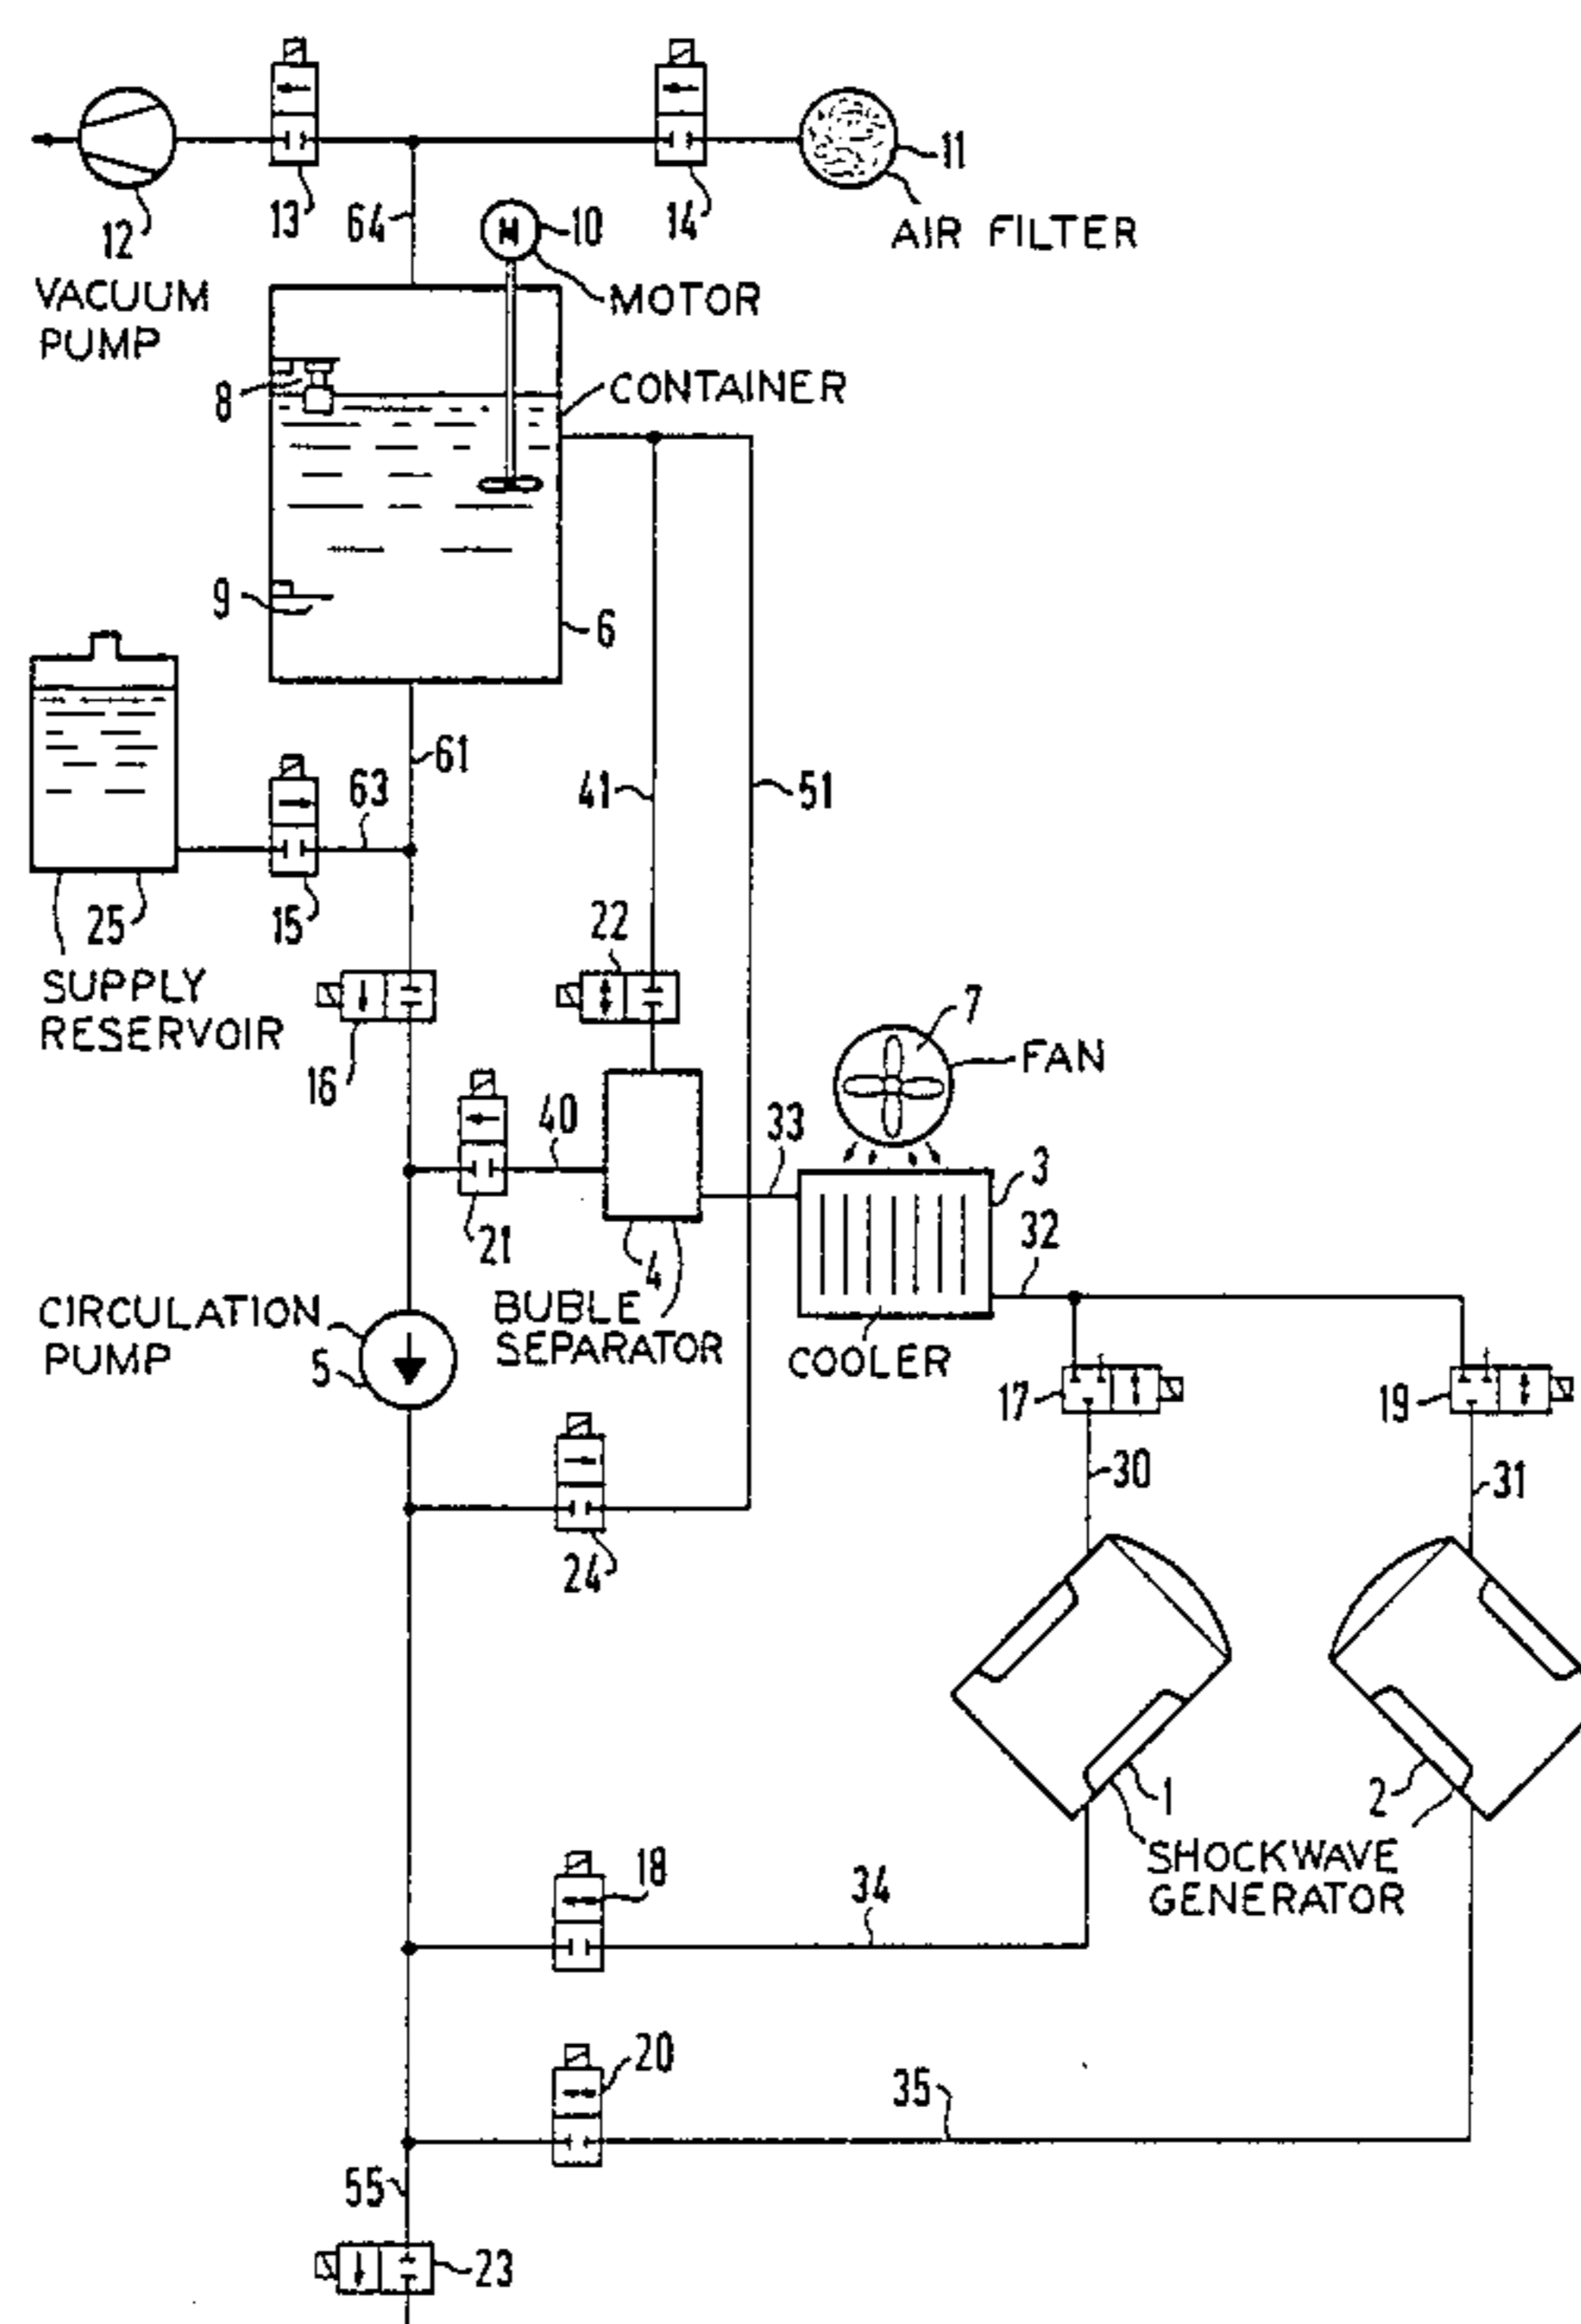 13
64
10
14
11
12
AIR FILTER
VACUUM
PUMP
MOTOR
8
CONTAINER
9
6
61
63
41
51
25
15
22
SUPPLY
RESERVOIR
16
7
FAN
40
33
3
21
4
32
CIRCULATION
PUMP
5
BUBLE
SEPARATOR
COOLER
17
19
30
31
24
1
2
SHOCKWAVE
GENERATOR
18
34
20
35
55
23